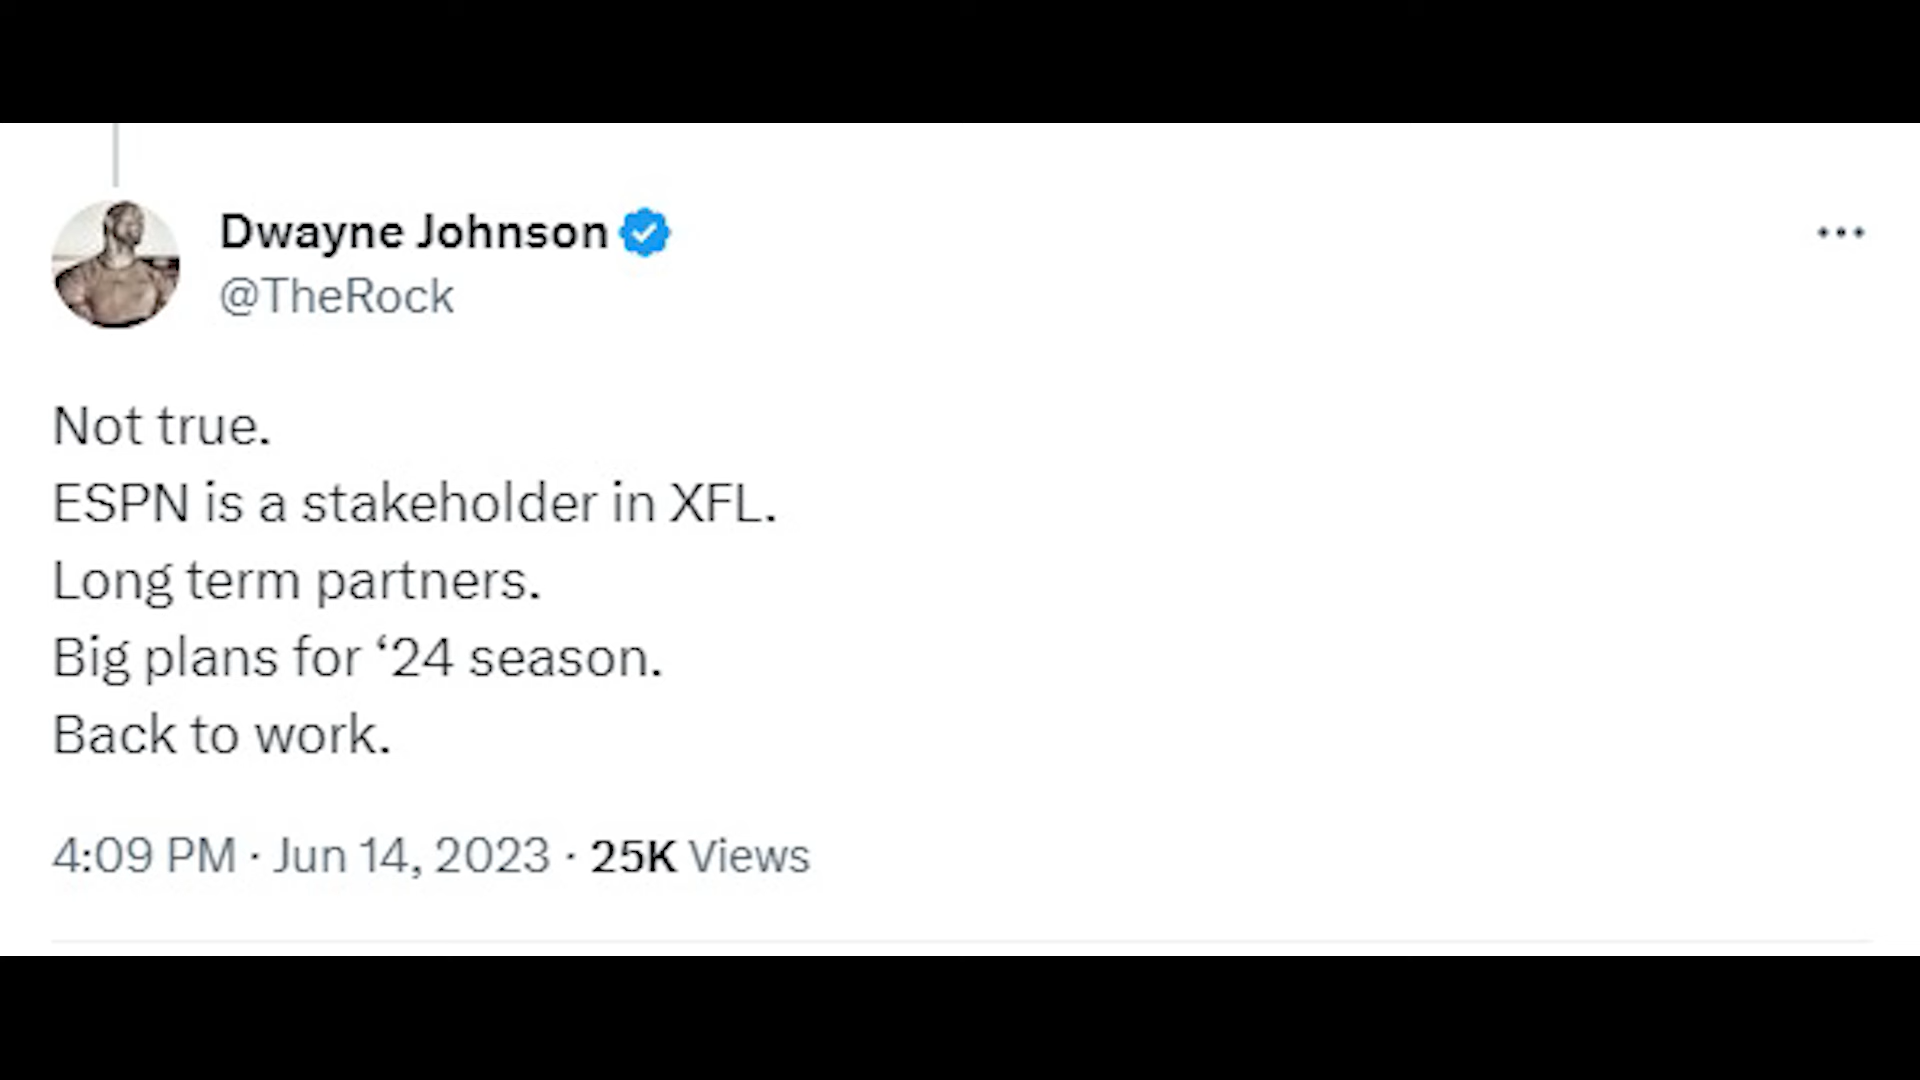 Dwayne Johnson
@TheRock
Not true.
ESPN is a stakeholder in XFL.
Long term partners.
Big plans for ‘24 season.
Back to work.
4:09 PM · Jun 14, 2023 · 25K Views